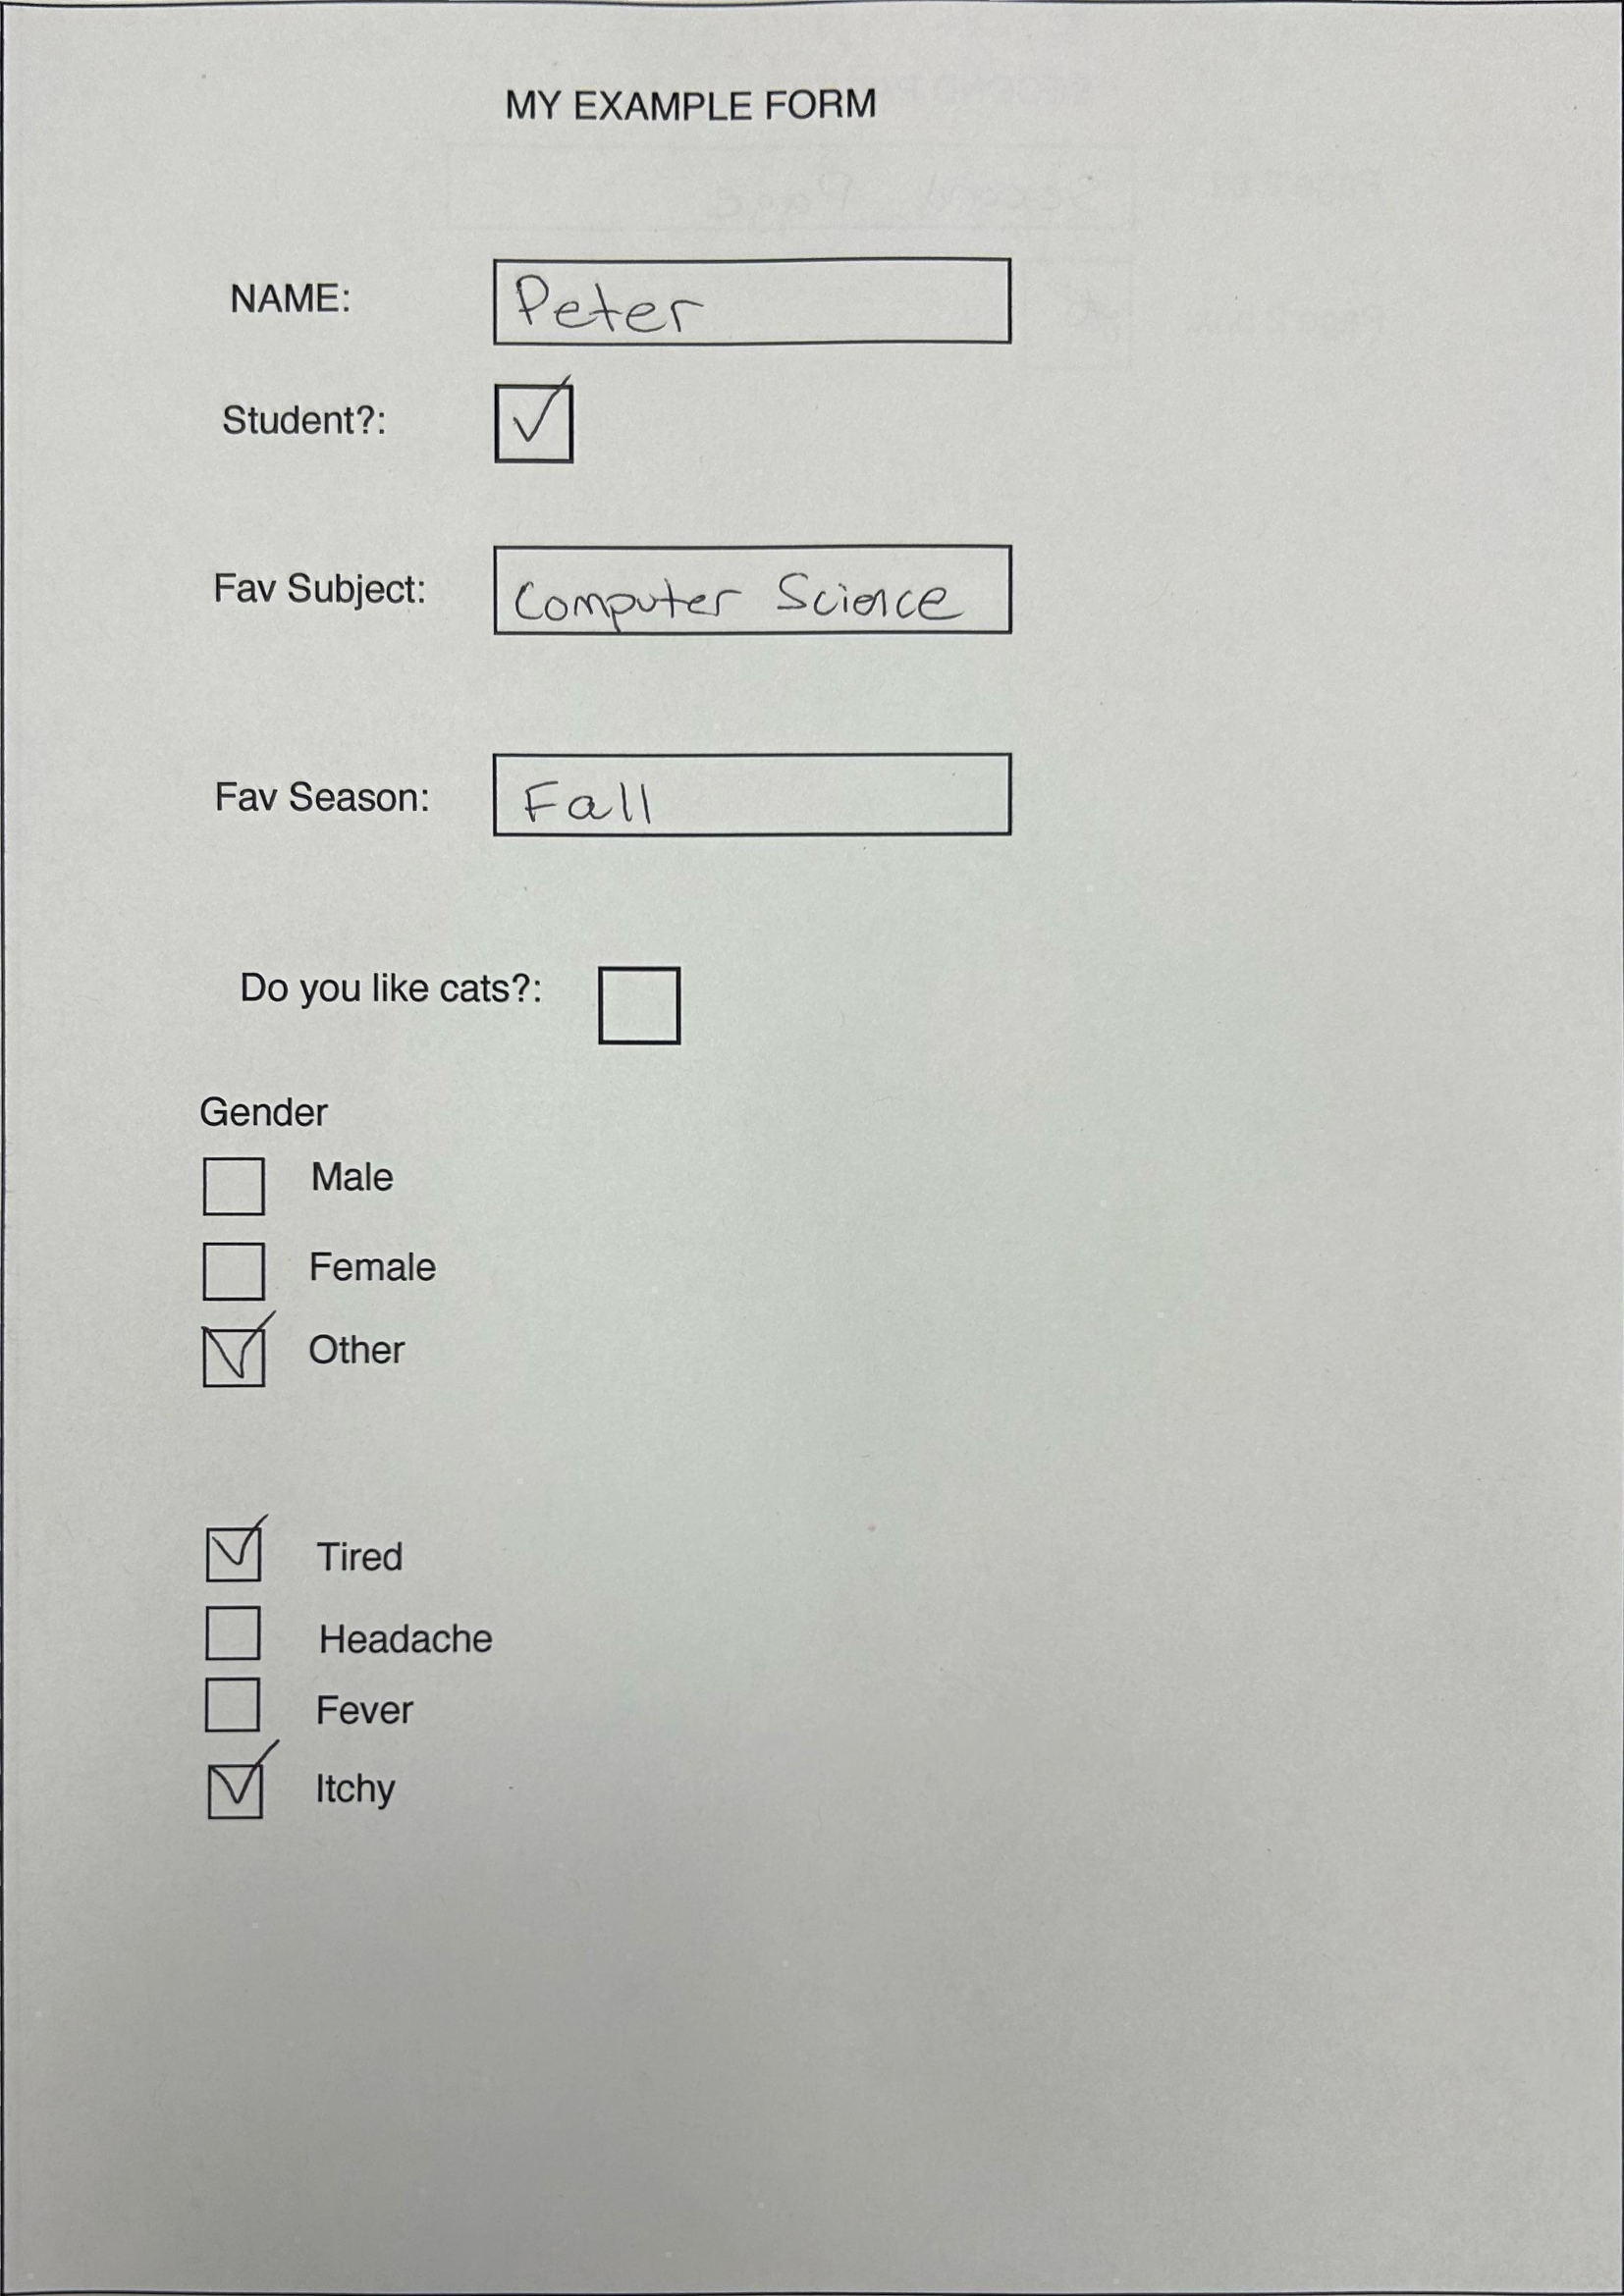 MY EXAMPLE FORM
NAME: Peter
Student?:
Fav Subject: Computer Science
Fav Season: Fall
Do you like cats?:
Gender
Male
Female
Other
Tired
Headache
Fever
Itchy